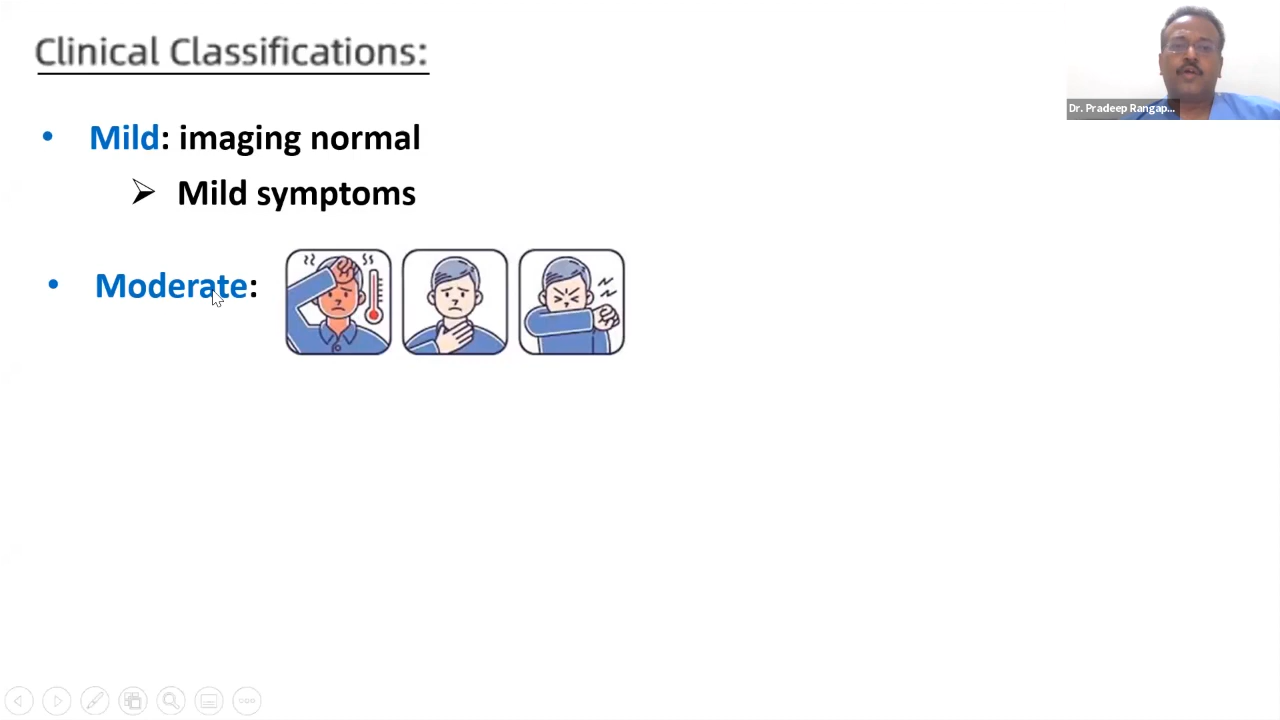 Clinical Classifications:
Dr. Pradeep Rangap...
• Mild: imaging normal
➢ Mild symptoms
• Moderate: